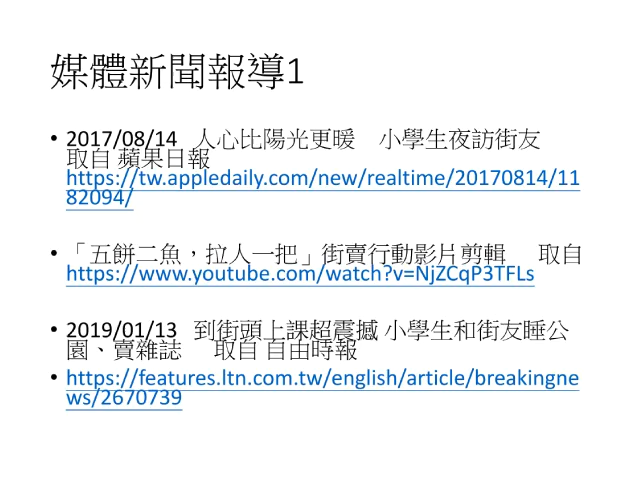 媒體新聞報導1
• 2017/08/14 人心比陽光更暖 小學生夜訪街友
取自 蘋果日報
https://tw.appledaily.com/new/realtime/20170814/11
82094/
• 「五餅二魚，拉人一把」街賣行動影片剪輯 取自
https://www.youtube.com/watch?v=NjZCqP3TFLs
• 2019/01/13 到街頭上課超震撼 小學生和街友睡公
園、賣雜誌 取自 自由時報
• https://features.ltn.com.tw/english/article/breakingne
ws/2670739